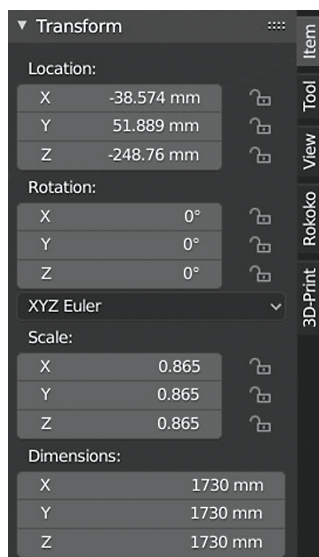 Transform
Location:
X -38.574 mm
Y 51.889 mm
Z -248.76 mm
Rotation:
X 0°
Y 0°
Z 0°
XYZ Euler
Scale:
X 0.865
Y 0.865
Z 0.865
Dimensions:
X 1730 mm
Y 1730 mm
Z 1730 mm
Item
Tool
View
Rokoko
3D-Print